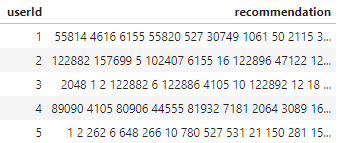 userId recommendation
1 55814 4616 6155 55820 527 30749 1061 50 2115 3...
2 122882 157699 5 102407 6155 16 122896 47122 12...
3 2048 1 2 122882 6 122886 4105 10 122892 12 18 ...
4 89090 4105 80906 44555 81932 7181 2064 3089 16...
5 1 2 262 6 648 266 10 780 527 531 21 150 281 15...